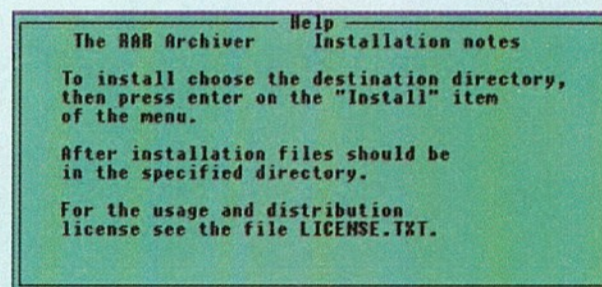 Help
The RAR Archiver Installation notes
To install choose the destination directory,
then press enter on the "Install" item
of the menu.
After installation files should be
in the specified directory.
For the usage and distribution
license see the file LICENSE.TXT.